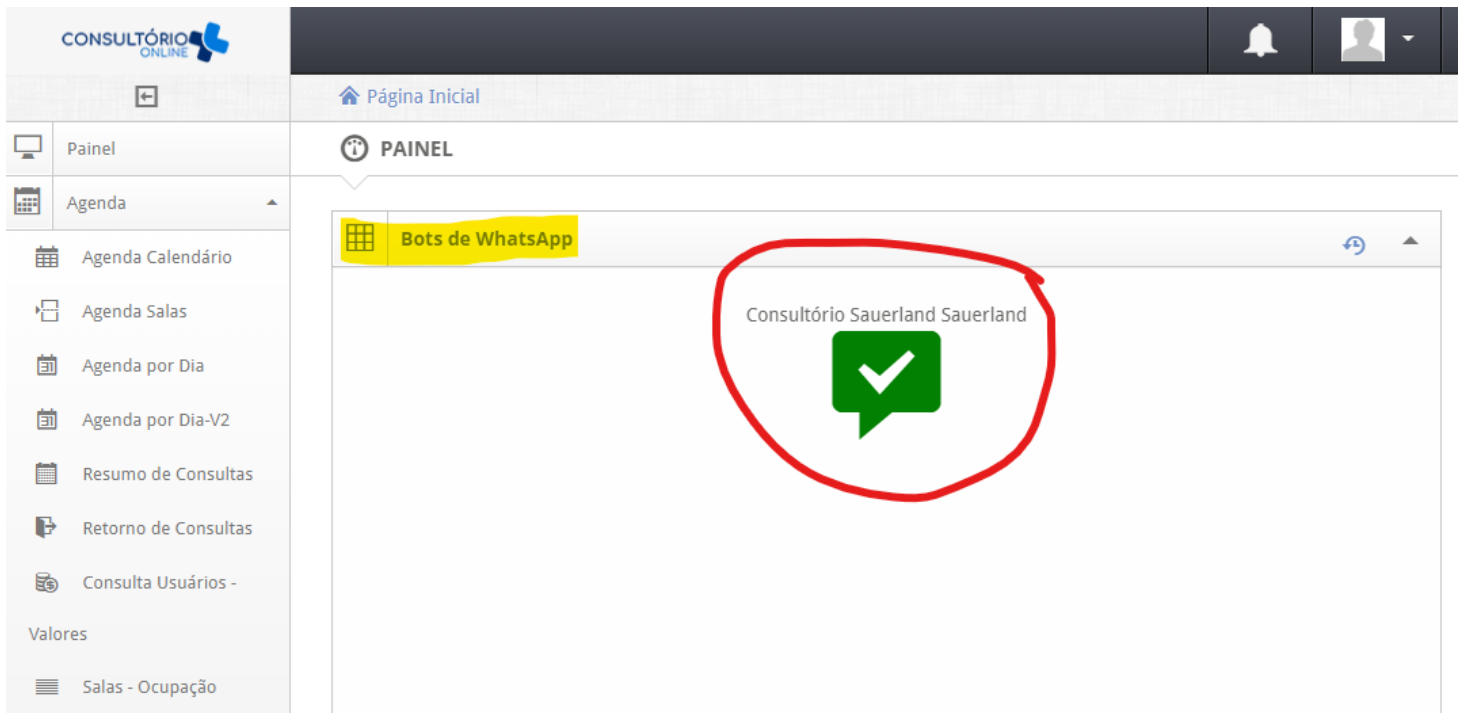 CONSULTÓRIO
ONLINE
Página Inicial
Painel
PAINEL
Agenda
Agenda Calendário
Agenda Salas
Agenda por Dia
Agenda por Dia-V2
Resumo de Consultas
Retorno de Consultas
Consulta Usuários -
Valores
Salas - Ocupação
Bots de WhatsApp
Consultório Sauerland Sauerland